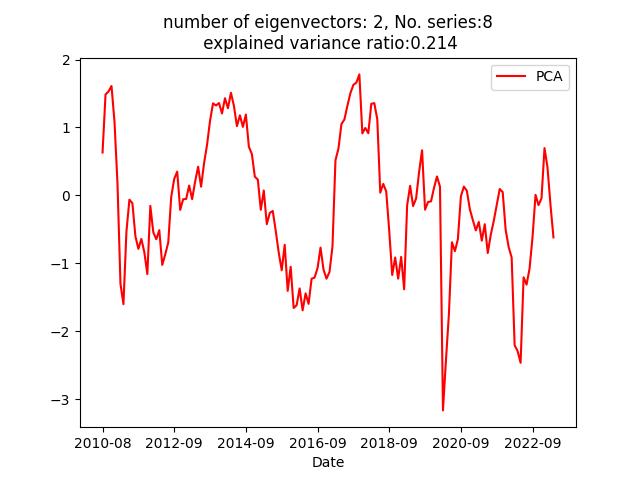 number of eigenvectors: 2, No. series:8
explained variance ratio:0.214
PCA
2
1
0
−1
−2
−3
2010-08 2012-09 2014-09 2016-09 2018-09 2020-09 2022-09
Date